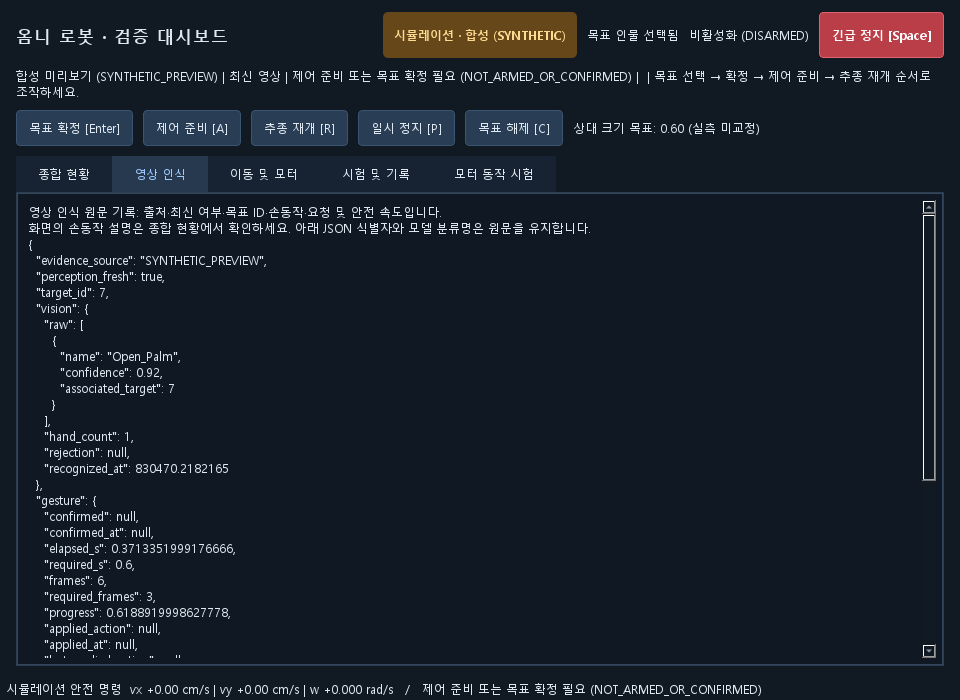 옴니 로봇 · 검증 대시보드
시뮬레이션 · 합성 (SYNTHETIC)
목표 인물 선택됨
비활성화 (DISARMED)
긴급 정지 [Space]
합성 미리보기 (SYNTHETIC_PREVIEW) | 최신 영상 | 제어 준비 또는 목표 확정 필요 (NOT_ARMED_OR_CONFIRMED) | | 목표 선택 → 확정 → 제어 준비 → 추종 재개 순서로
조작하세요.
목표 확정 [Enter]
제어 준비 [A]
추종 재개 [R]
일시 정지 [P]
목표 해제 [C]
상대 크기 목표: 0.60 (실측 미교정)
종합 현황
영상 인식
이동 및 모터
시험 및 기록
모터 동작 시험
영상 인식 원문 기록: 출처·최신 여부·목표 ID·손동작·요청 및 안전 속도입니다.
화면의 손동작 설명은 종합 현황에서 확인하세요. 아래 JSON 식별자와 모델 분류명은 원문을 유지합니다.
{
"evidence_source": "SYNTHETIC_PREVIEW",
"perception_fresh": true,
"target_id": 7,
"vision": {
"raw": [
{
"name": "Open_Palm",
"confidence": 0.92,
"associated_target": 7
}
],
"hand_count": 1,
"rejection": null,
"recognized_at": 830470.2182165
},
"gesture": {
"confirmed": null,
"confirmed_at": null,
"elapsed_s": 0.3713351999176666,
"required_s": 0.6,
"frames": 6,
"required_frames": 3,
"progress": 0.6188919998627778,
"applied_action": null,
"applied_at": null,
시뮬레이션 안전 명령 vx +0.00 cm/s | vy +0.00 cm/s | w +0.000 rad/s / 제어 준비 또는 목표 확정 필요 (NOT_ARMED_OR_CONFIRMED)